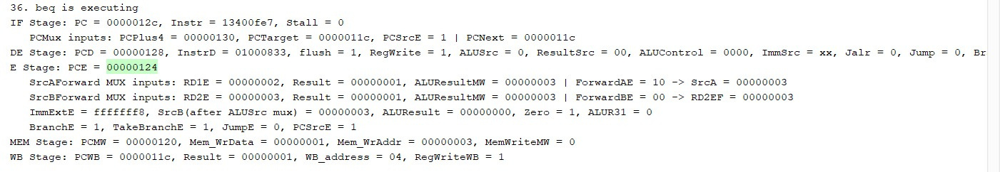 36. beq is executing
IF Stage: PC = 0000012c, Instr = 13400fe7, Stall = 0
PCMux inputs: PCPlus4 = 00000130, PCTarget = 0000011c, PCSrcE = 1 | PCNext = 0000011c
DE Stage: PCD = 00000128, InstrD = 01000833, flush = 1, RegWrite = 1, ALUSrc = 0, ResultSrc = 00, ALUControl = 0000, ImmSrc = xx, Jalr = 0, Jump = 0, Br
E Stage: PCE = 00000124
SrcAForward MUX inputs: RD1E = 00000002, Result = 00000001, ALUResultMW = 00000003 | ForwardAE = 10 -> SrcA = 00000003
SrcBForward MUX inputs: RD2E = 00000003, Result = 00000001, ALUResultMW = 00000003 | ForwardBE = 00 -> RD2EF = 00000003
ImmExtE = fffffff8, SrcB(after ALUSrc mux) = 00000003, ALUResult = 00000000, Zero = 1, ALUR31 = 0
BranchE = 1, TakeBranchE = 1, JumpE = 0, PCSrcE = 1
MEM Stage: PCMW = 00000120, Mem_WrData = 00000001, Mem_WrAddr = 00000003, MemWriteMW = 0
WB Stage: PCWB = 0000011c, Result = 00000001, WB_address = 04, RegWriteWB = 1